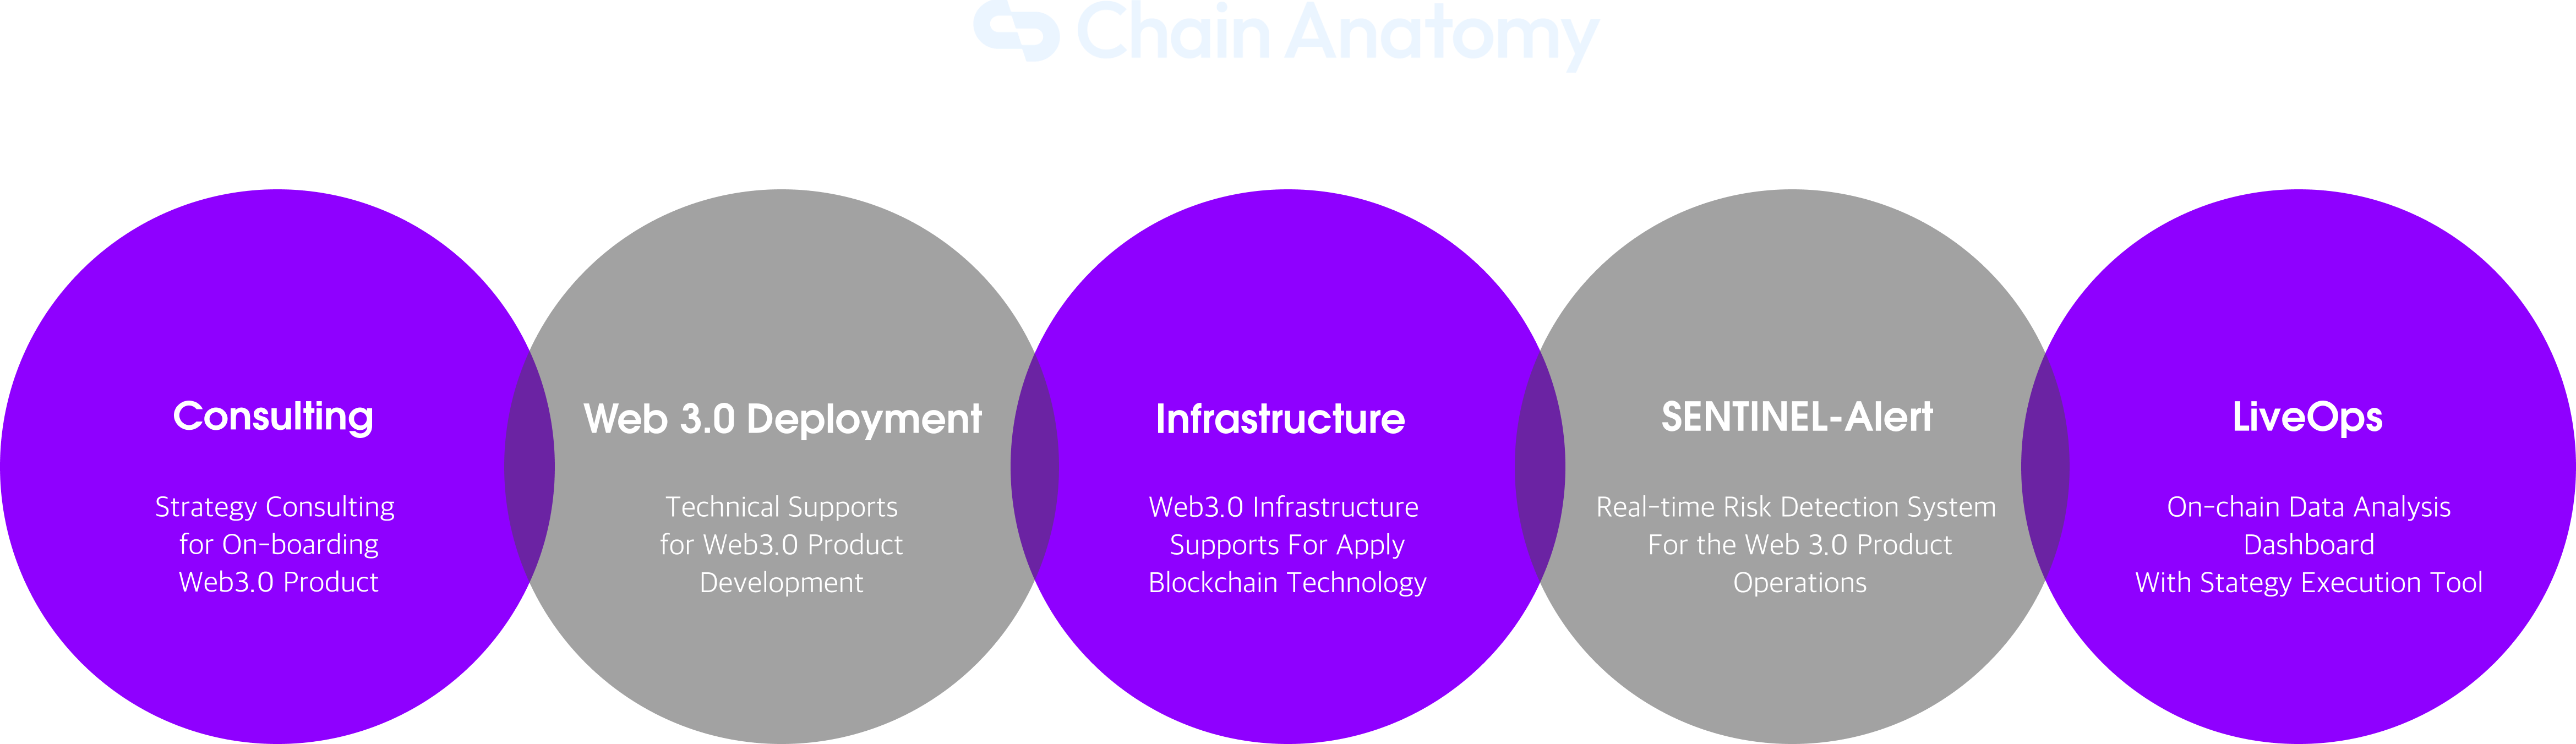 Chain Anatomy
Consulting
Strategy Consulting
for On-boarding
Web3.0 Product
Web 3.0 Deployment
Technical Supports
for Web3.0 Product
Development
Infrastructure
Web3.0 Infrastructure
Supports For Apply
Blockchain Technology
SENTINEL-Alert
Real-time Risk Detection System
For the Web 3.0 Product
Operations
LiveOps
On-chain Data Analysis
Dashboard
With Stategy Execution Tool